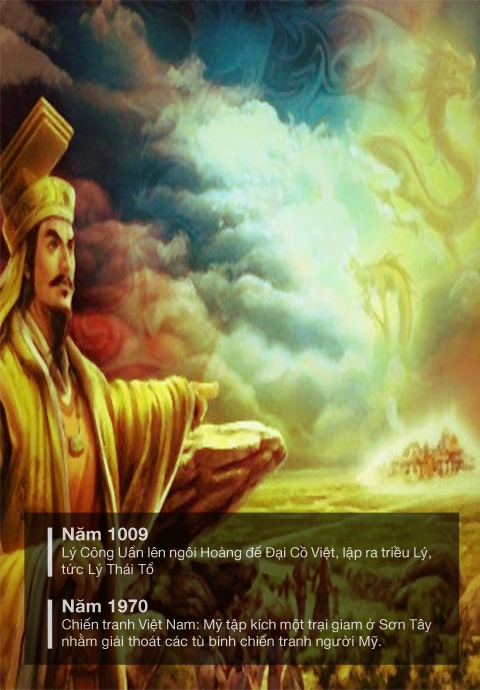 Năm 1009
Lý Công Uẩn lên ngôi Hoàng đế Đại Cồ Việt, lập ra triều Lý,
tức Lý Thái Tổ
Năm 1970
Chiến tranh Việt Nam: Mỹ tập kích một trại giam ở Sơn Tây
nhằm giải thoát các tù binh chiến tranh người Mỹ.